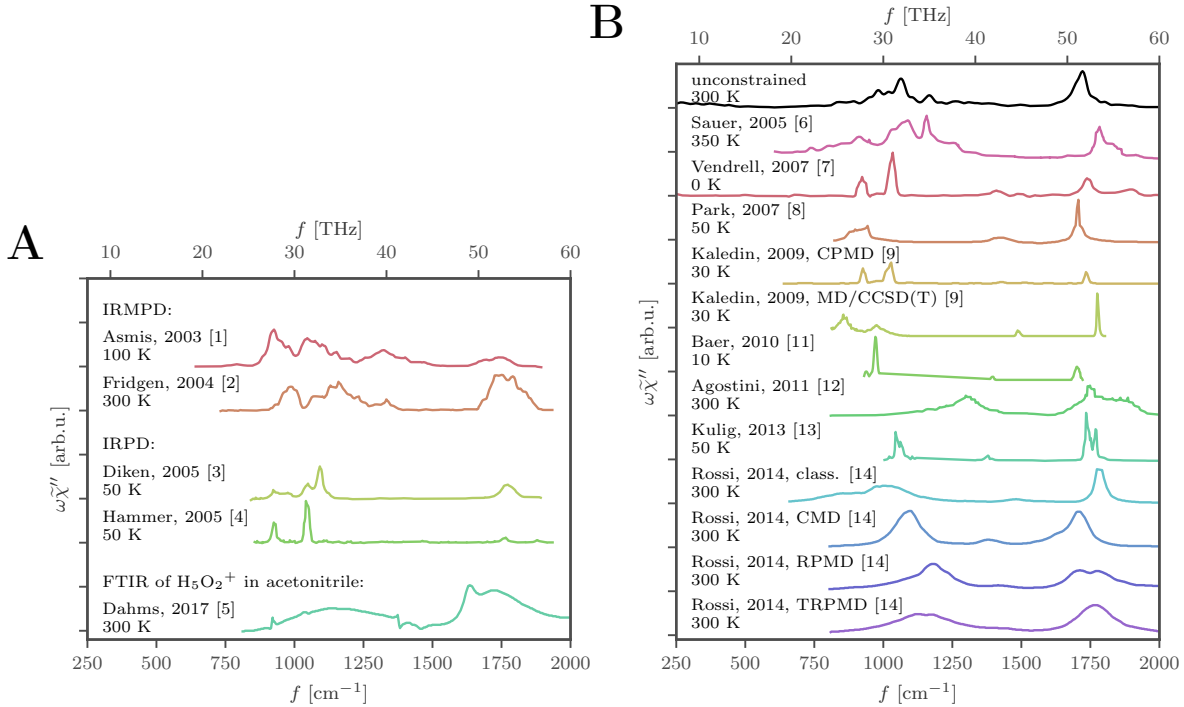 A
f [THz]
10 20 30 40 50 60
ωχ̃″ [arb.u.]
IRMPD:
Asmis, 2003 [1]
100 K
Fridgen, 2004 [2]
300 K
IRPD:
Diken, 2005 [3]
50 K
Hammer, 2005 [4]
50 K
FTIR of H₅O₂⁺ in acetonitrile:
Dahms, 2017 [5]
300 K
250 500 750 1000 1250 1500 1750 2000
f [cm⁻¹]
B
f [THz]
10 20 30 40 50 60
ωχ̃″ [arb.u.]
unconstrained
300 K
Sauer, 2005 [6]
350 K
Vendrell, 2007 [7]
0 K
Park, 2007 [8]
50 K
Kaledin, 2009, CPMD [9]
30 K
Kaledin, 2009, MD/CCSD(T) [9]
30 K
Baer, 2010 [11]
10 K
Agostini, 2011 [12]
300 K
Kulig, 2013 [13]
50 K
Rossi, 2014, class. [14]
300 K
Rossi, 2014, CMD [14]
300 K
Rossi, 2014, RPMD [14]
300 K
Rossi, 2014, TRPMD [14]
300 K
250 500 750 1000 1250 1500 1750 2000
f [cm⁻¹]